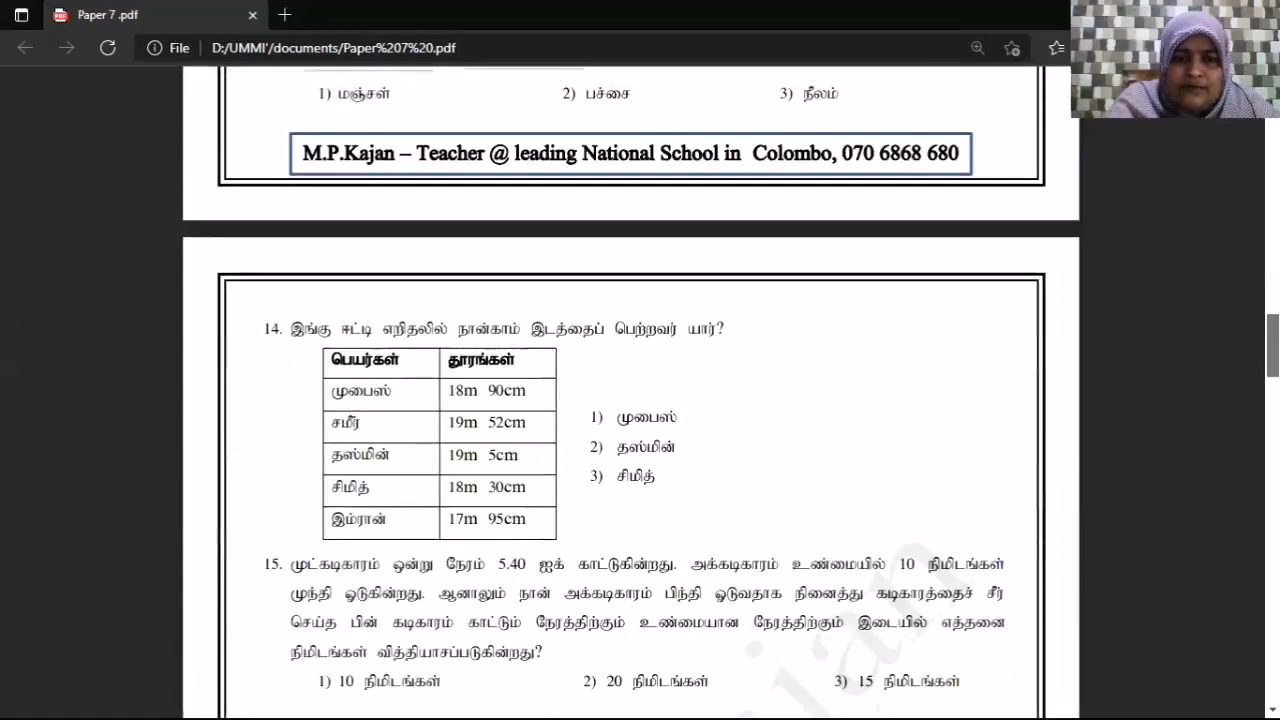 Paper 7 .pdf
File D:/UMMI'/documents/Paper%207%20.pdf
1) மஞ்சள் 2) பச்சை 3) நீலம்
M.P.Kajan – Teacher @ leading National School in Colombo, 070 6868 680
14. இங்கு ஈட்டி எறிதலில் நான்காம் இடத்தைப் பெற்றவர் யார்?
பெயர்கள் தூரங்கள்
முபைஸ் 18m 90cm
சமீர் 19m 52cm
தஸ்மின் 19m 5cm
சிமித் 18m 30cm
இம்ரான் 17m 95cm
1) முபைஸ்
2) தஸ்மின்
3) சிமித்
15. முட்கடிகாரம் ஒன்று நேரம் 5.40 ஐக் காட்டுகின்றது. அக்கடிகாரம் உண்மையில் 10 நிமிடங்கள்
முந்தி ஓடுகின்றது. ஆனாலும் நான் அக்கடிகாரம் பிந்தி ஓடுவதாக நினைத்து கடிகாரத்தைச் சீர்
செய்த பின் கடிகாரம் காட்டும் நேரத்திற்கும் உண்மையான நேரத்திற்கும் இடையில் எத்தனை
நிமிடங்கள் வித்தியாசப்படுகின்றது?
1) 10 நிமிடங்கள் 2) 20 நிமிடங்கள் 3) 15 நிமிடங்கள்